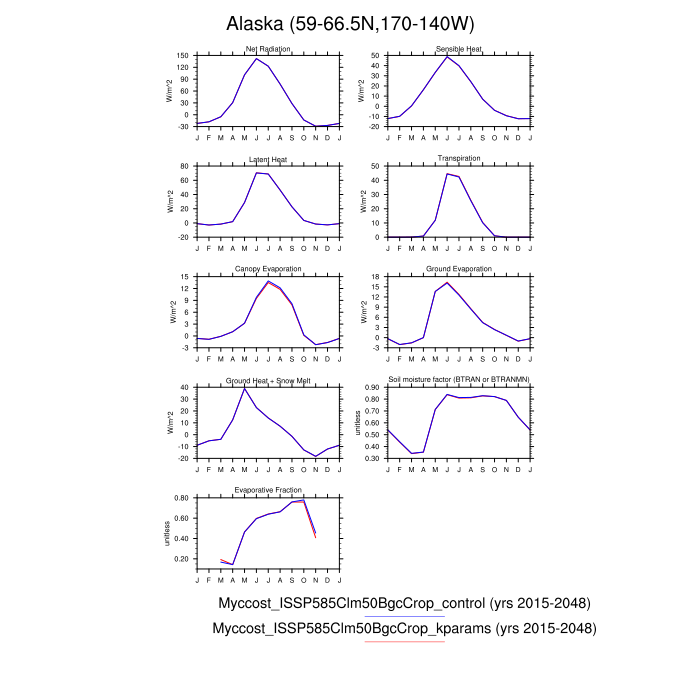 Alaska (59-66.5N,170-140W)
Net Radiation
Sensible Heat
W/m^2
150
120
90
60
30
0
-30
J F M A M J J A S O N D J
W/m^2
50
40
30
20
10
0
-10
-20
J F M A M J J A S O N D J
Latent Heat
Transpiration
W/m^2
80
60
40
20
0
-20
J F M A M J J A S O N D J
W/m^2
50
40
30
20
10
0
J F M A M J J A S O N D J
Canopy Evaporation
Ground Evaporation
W/m^2
15
12
9
6
3
0
-3
J F M A M J J A S O N D J
W/m^2
18
15
12
9
6
3
0
-3
J F M A M J J A S O N D J
Ground Heat + Snow Melt
Soil moisture factor (BTRAN or BTRANMN)
W/m^2
40
30
20
10
0
-10
-20
J F M A M J J A S O N D J
unitless
0.90
0.80
0.70
0.60
0.50
0.40
0.30
J F M A M J J A S O N D J
Evaporative Fraction
unitless
0.80
0.60
0.40
0.20
J F M A M J J A S O N D J
Myccost_ISSP585Clm50BgcCrop_control (yrs 2015-2048)
Myccost_ISSP585Clm50BgcCrop_kparams (yrs 2015-2048)